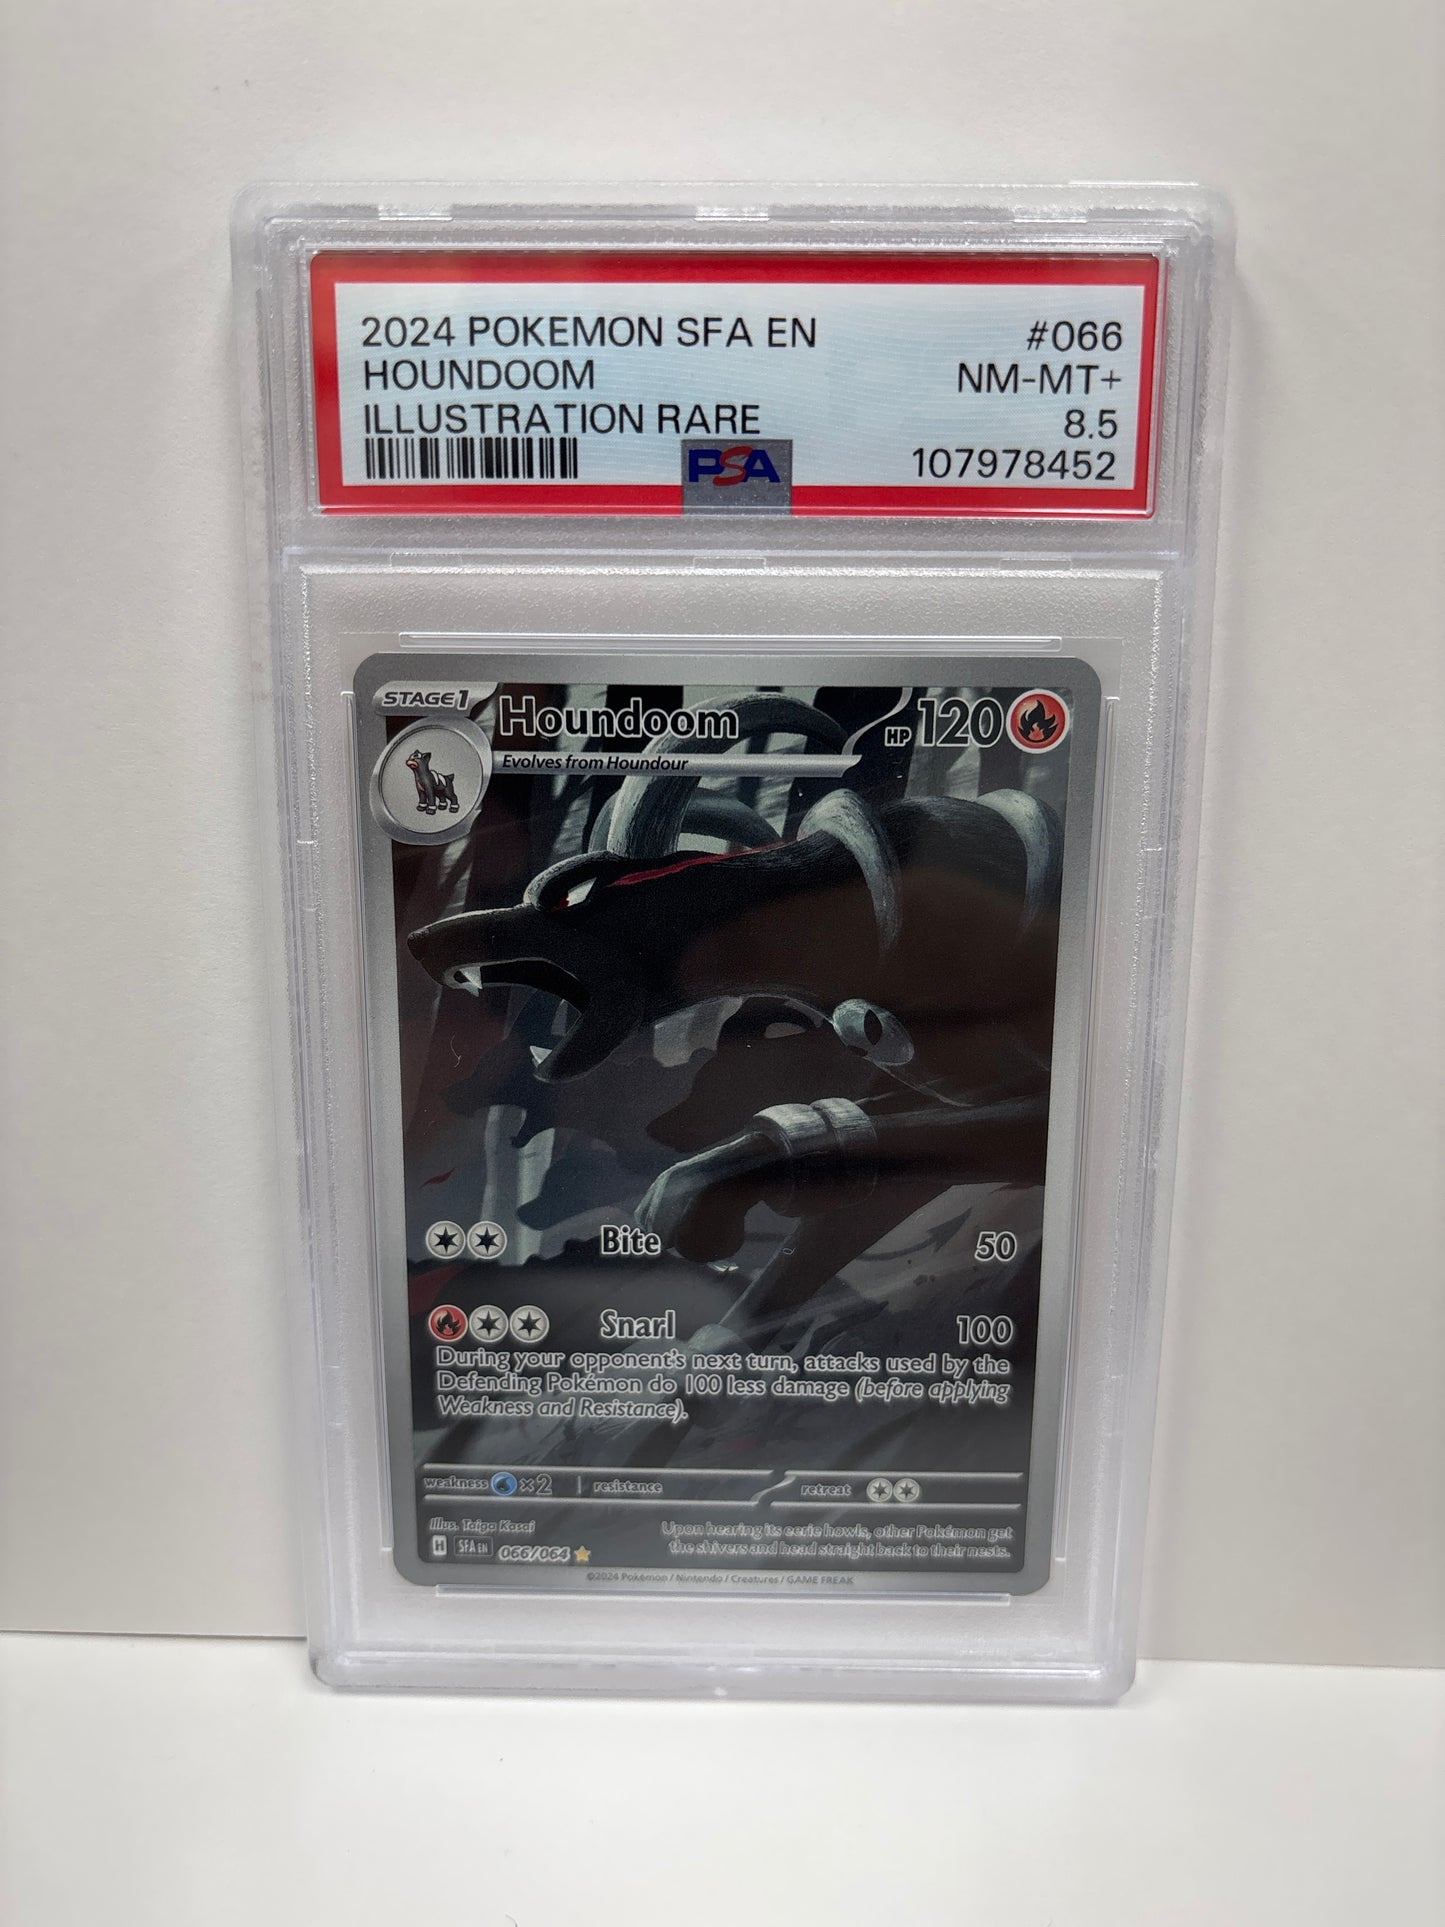 2024 POKEMON SFA EN #066
HOUNDOOM NM-MT+
ILLUSTRATION RARE 8.5
PSA 107978452
STAGE 1 Houndoom HP 120
Evolves from Houndour
Bite 50
Snarl 100
During your opponent's next turn, attacks used by the
Defending Pokémon do 100 less damage (before applying
Weakness and Resistance).
weakness ×2 resistance retreat
Illus. Taiga Kasai
Upon hearing its eerie howls, other Pokémon get
the shivers and head straight back to their nests.
H SFA EN 066/064
©2024 Pokémon / Nintendo / Creatures / GAME FREAK